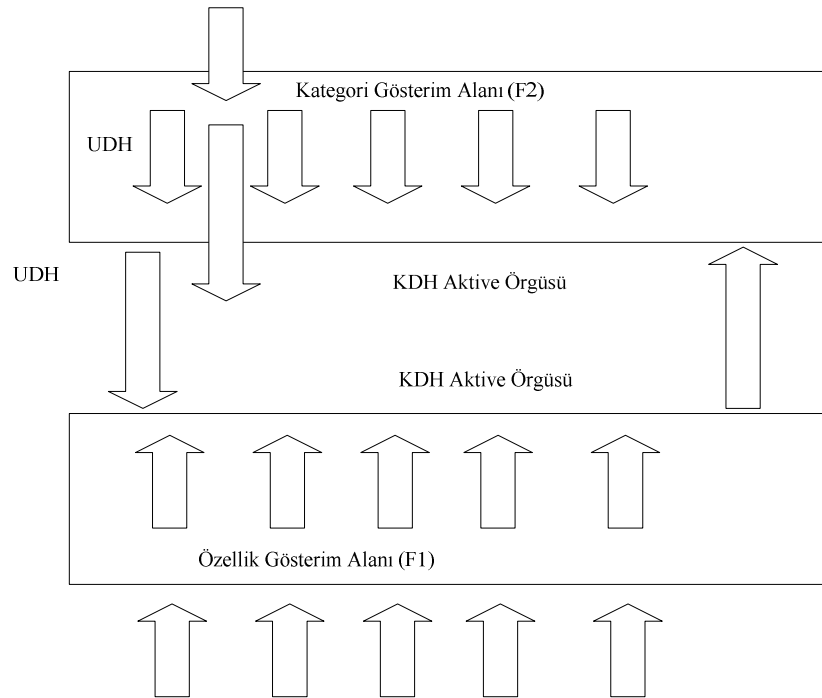 Kategori Gösterim Alanı (F2)
UDH
UDH
KDH Aktive Örgüsü
KDH Aktive Örgüsü
Özellik Gösterim Alanı (F1)